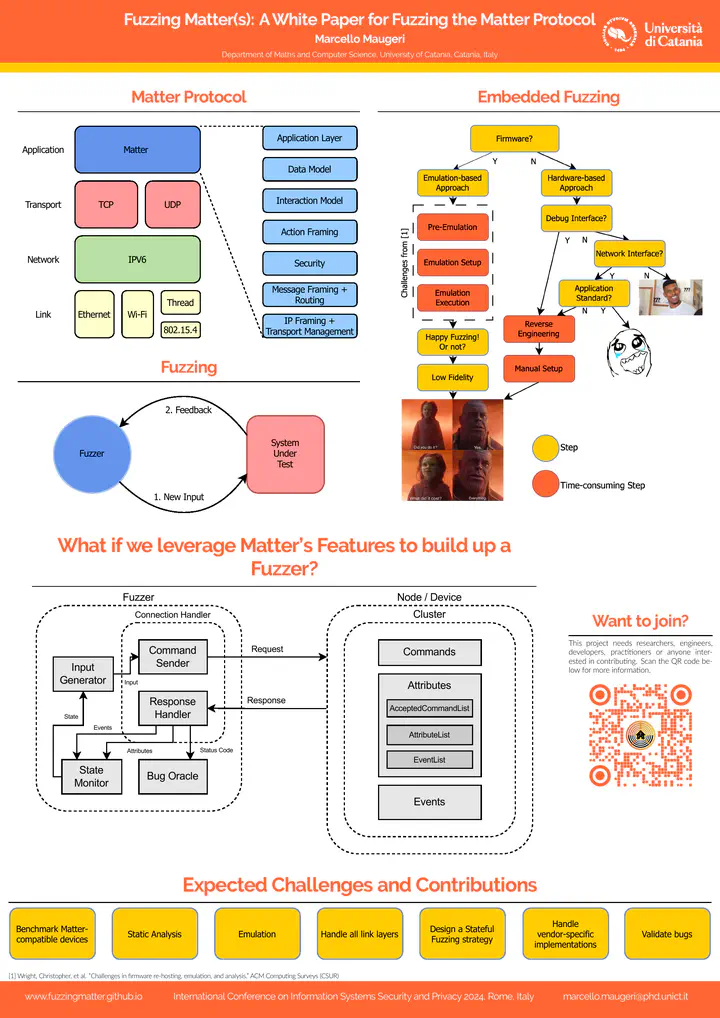 Fuzzing Matter(s): A White Paper for Fuzzing the Matter Protocol
Marcello Maugeri
Department of Maths and Computer Science, University of Catania, Catania, Italy
Università
di Catania
Matter Protocol
Application
Matter
Transport
TCP
UDP
Network
IPV6
Link
Ethernet
Wi-Fi
Thread
802.15.4
Application Layer
Data Model
Interaction Model
Action Framing
Security
Message Framing +
Routing
IP Framing +
Transport Management
Embedded Fuzzing
Firmware?
Y
N
Emulation-based
Approach
Hardware-based
Approach
Challenges from [1]
Pre-Emulation
Emulation Setup
Emulation
Execution
Debug Interface?
Y
N
Network Interface?
Y
N
Application
Standard?
N
Y
???
???
Happy Fuzzing!
Or not?
Reverse
Engineering
Low Fidelity
Manual Setup
Did you do it?
Yes.
What did it cost?
Everything.
Step
Time-consuming Step
Fuzzing
2. Feedback
Fuzzer
System
Under
Test
1. New Input
What if we leverage Matter's Features to build up a
Fuzzer?
Fuzzer
Connection Handler
Input
Generator
Command
Sender
Input
Response
Handler
State
Events
Attributes
Status Code
State
Monitor
Bug Oracle
Request
Response
Node / Device
Cluster
Commands
Attributes
AcceptedCommandList
AttributeList
EventList
Events
Want to join?
This project needs researchers, engineers,
developers, practitioners or anyone inter-
ested in contributing. Scan the QR code be-
low for more information.
Expected Challenges and Contributions
Benchmark Matter-
compatible devices
Static Analysis
Emulation
Handle all link layers
Design a Stateful
Fuzzing strategy
Handle
vendor-specific
implementations
Validate bugs
[1] Wright, Christopher, et al. "Challenges in firmware re-hosting, emulation, and analysis." ACM Computing Surveys (CSUR)
www.fuzzingmatter.github.io
International Conference on Information Systems Security and Privacy 2024. Rome, Italy
marcello.maugeri@phd.unict.it